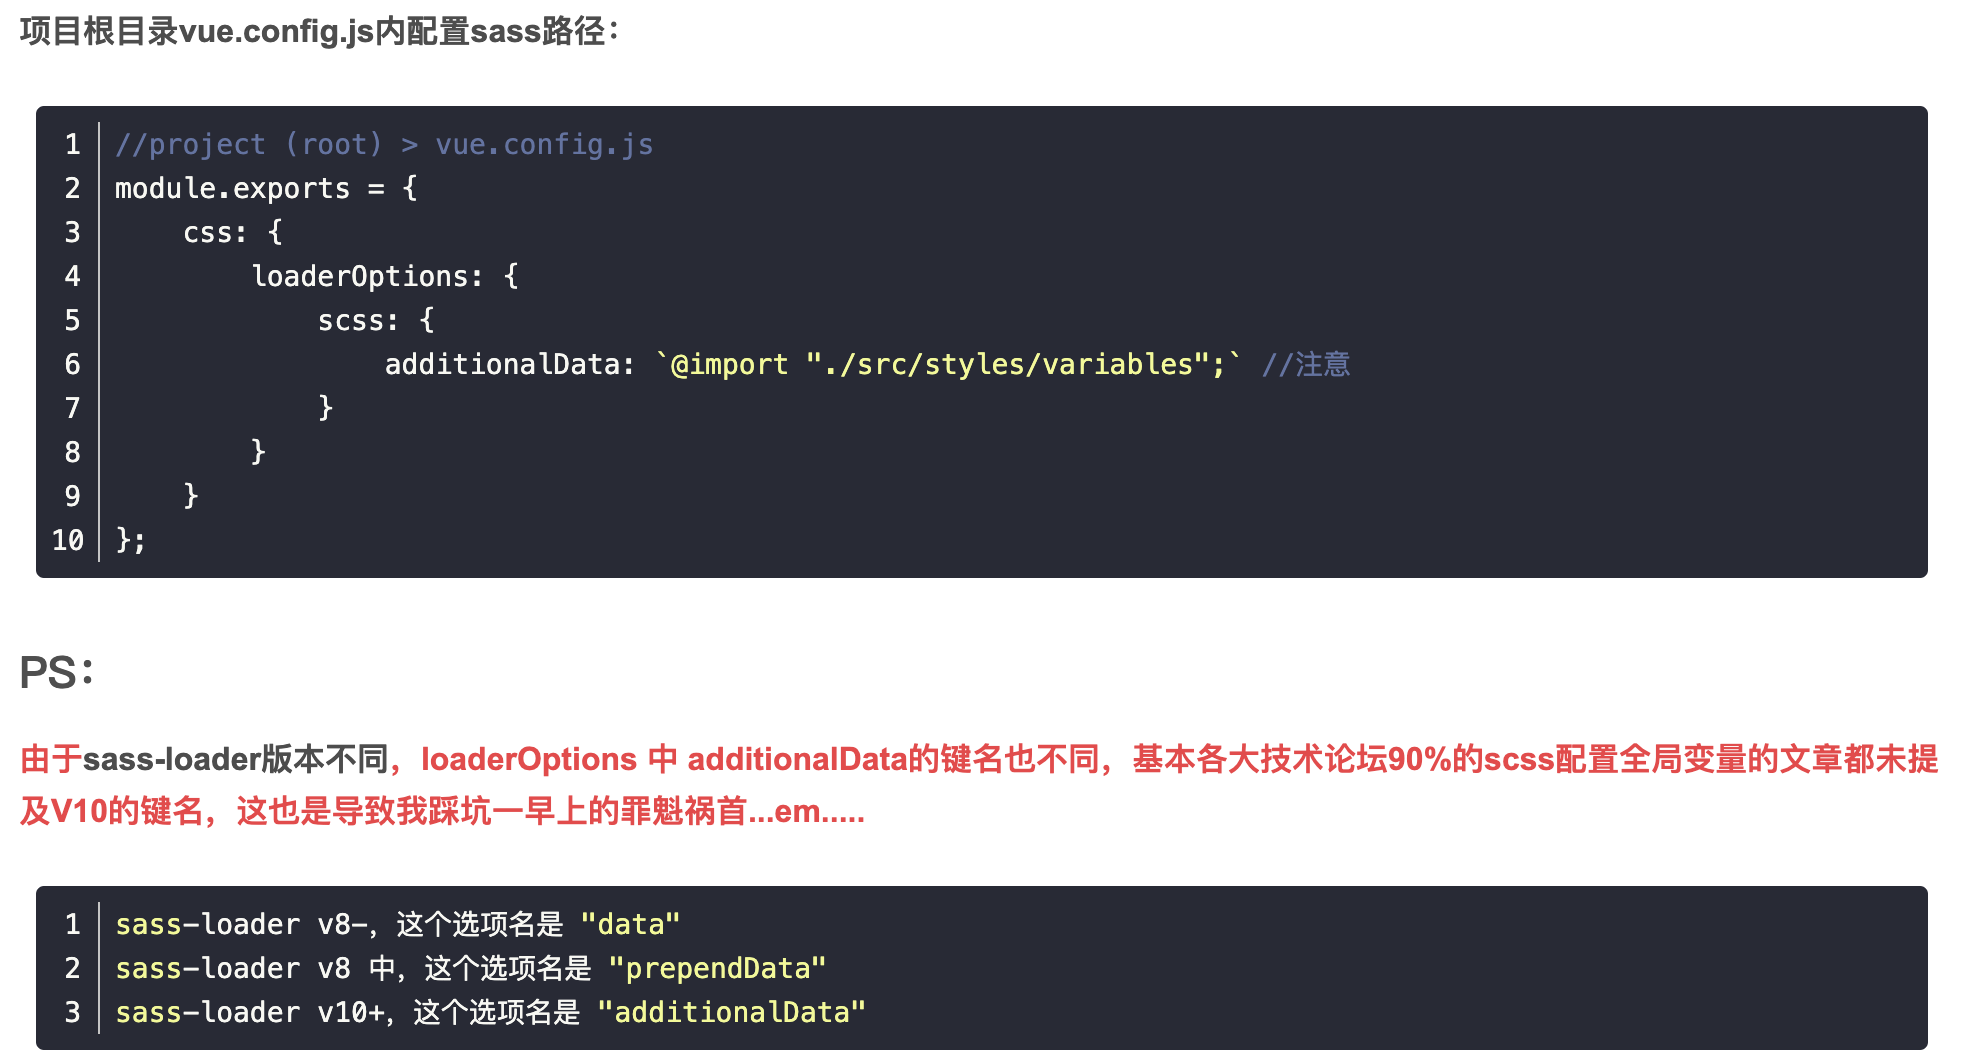 项目根目录vue.config.js内配置sass路径：
1 //project (root) > vue.config.js
2 module.exports = {
3     css: {
4         loaderOptions: {
5             scss: {
6                 additionalData: `@import "./src/styles/variables";` //注意
7             }
8         }
9     }
10 };
PS：
由于sass-loader版本不同，loaderOptions 中 additionalData的键名也不同，基本各大技术论坛90%的scss配置全局变量的文章都未提
及V10的键名，这也是导致我踩坑一早上的罪魁祸首...em.....
1 sass-loader v8-，这个选项名是 "data"
2 sass-loader v8 中，这个选项名是 "prependData"
3 sass-loader v10+，这个选项名是 "additionalData"